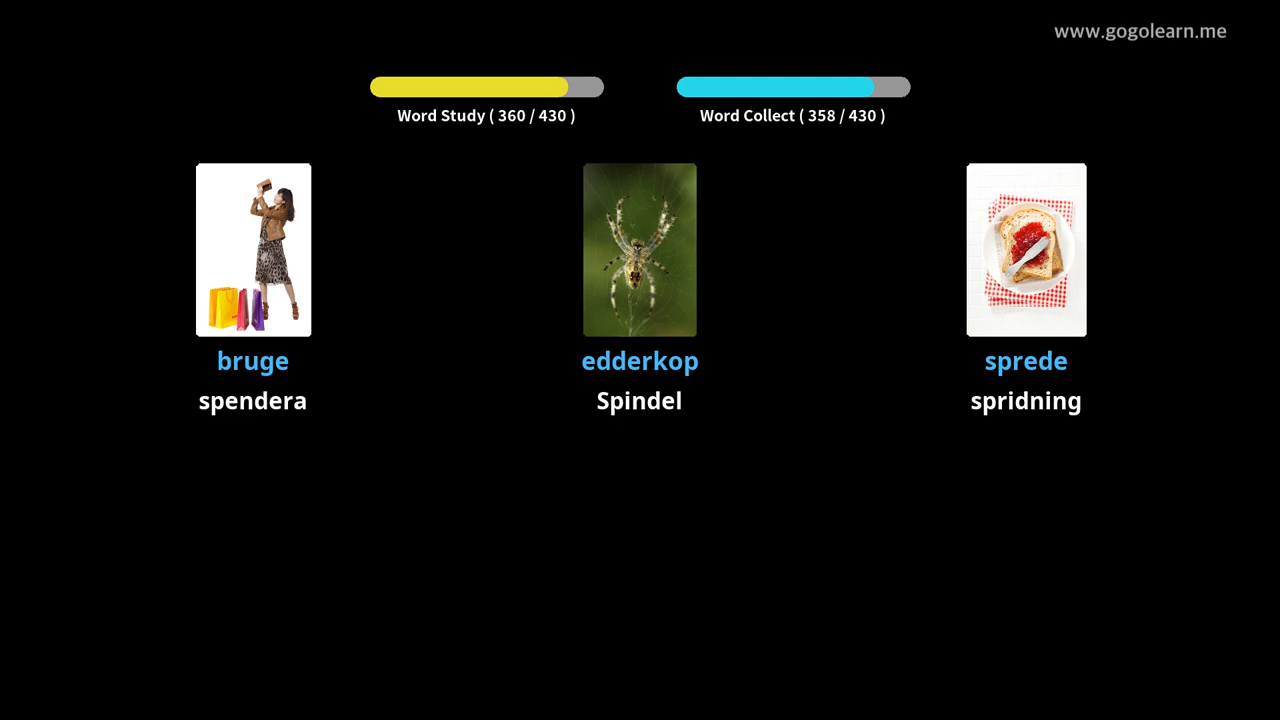 www.gogolearn.me
Word Study ( 360 / 430 )
Word Collect ( 358 / 430 )
bruge
edderkop
sprede
spendera
Spindel
spridning